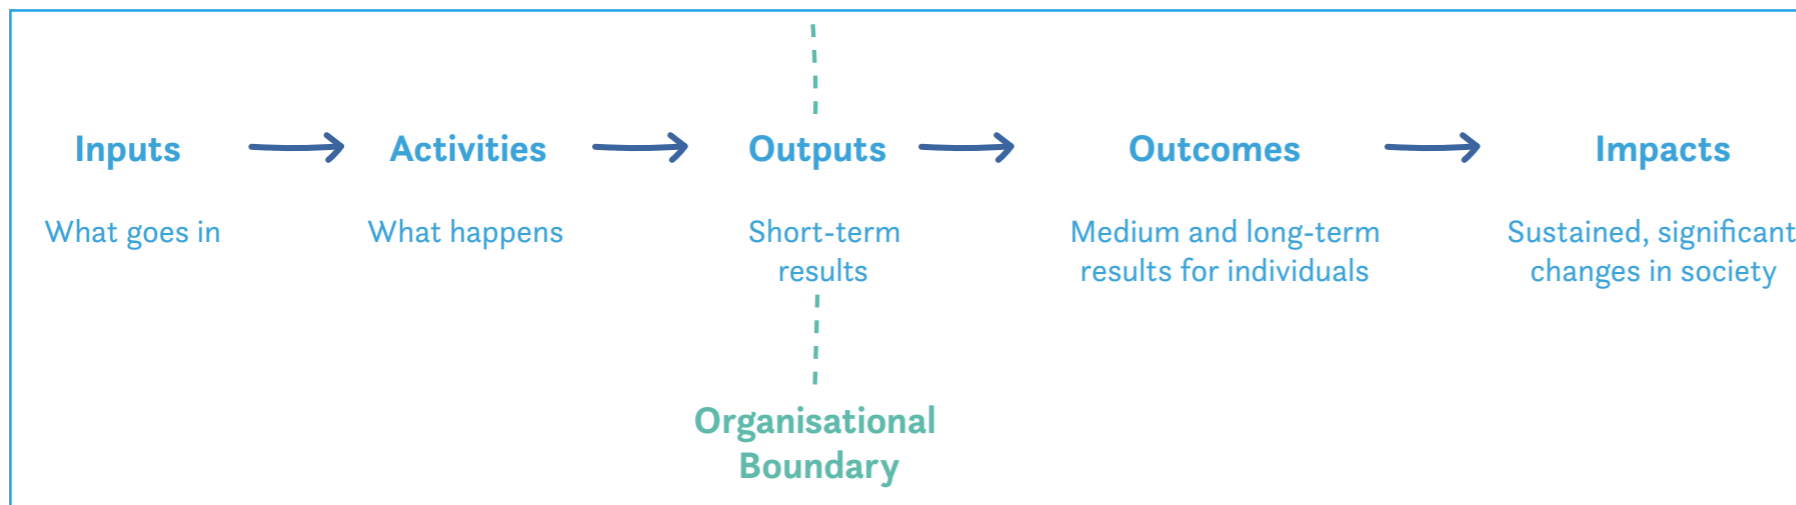 Inputs
Activities
Outputs
Outcomes
Impacts
What goes in
What happens
Short-term
results
Medium and long-term
results for individuals
Sustained, significant
changes in society
Organisational
Boundary